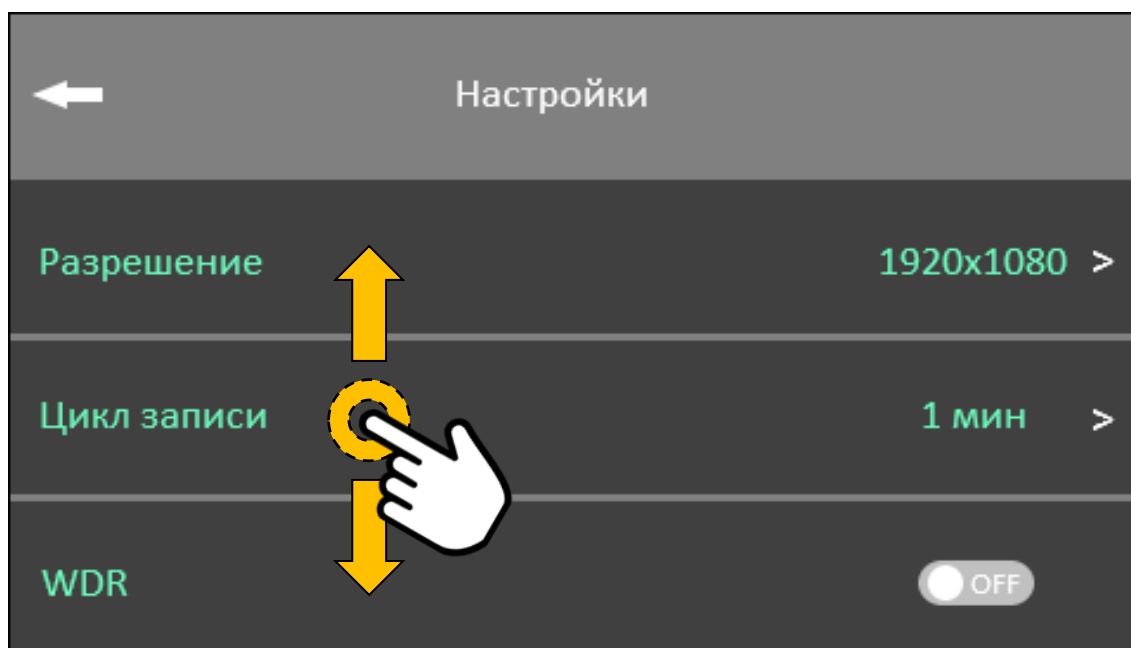 Настройки
Разрешение 1920x1080 >
Цикл записи 1 мин >
WDR OFF